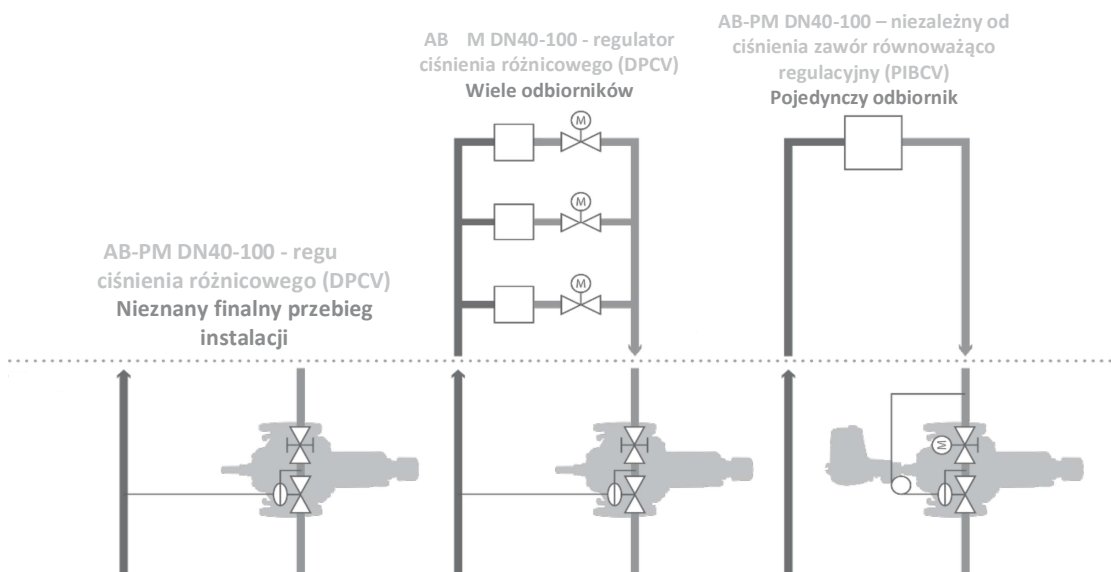 AB M DN40-100 - regulator
ciśnienia różnicowego (DPCV)
Wiele odbiorników
M
M
M
AB-PM DN40-100 – niezależny od
ciśnienia zawór równoważąco
regulacyjny (PIBCV)
Pojedynczy odbiornik
AB-PM DN40-100 - regu
ciśnienia różnicowego (DPCV)
Nieznany finalny przebieg
instalacji
M